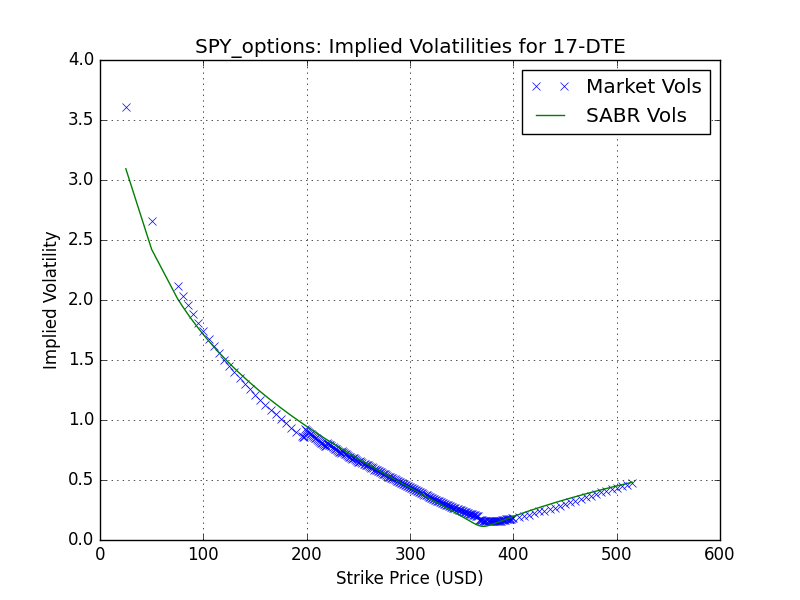 SPY_options: Implied Volatilities for 17-DTE
4.0
3.5
3.0
2.5
2.0
1.5
1.0
0.5
0.0
Implied Volatility
Market Vols
SABR Vols
0 100 200 300 400 500 600
Strike Price (USD)